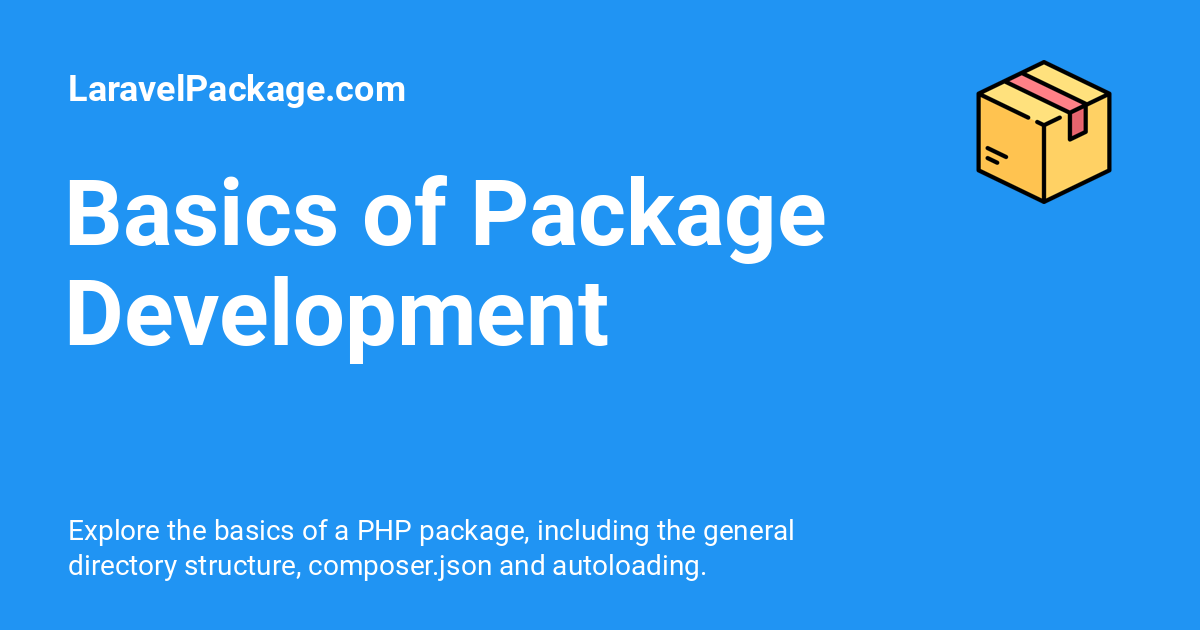 LaravelPackage.com
Basics of Package
Development
Explore the basics of a PHP package, including the general
directory structure, composer.json and autoloading.